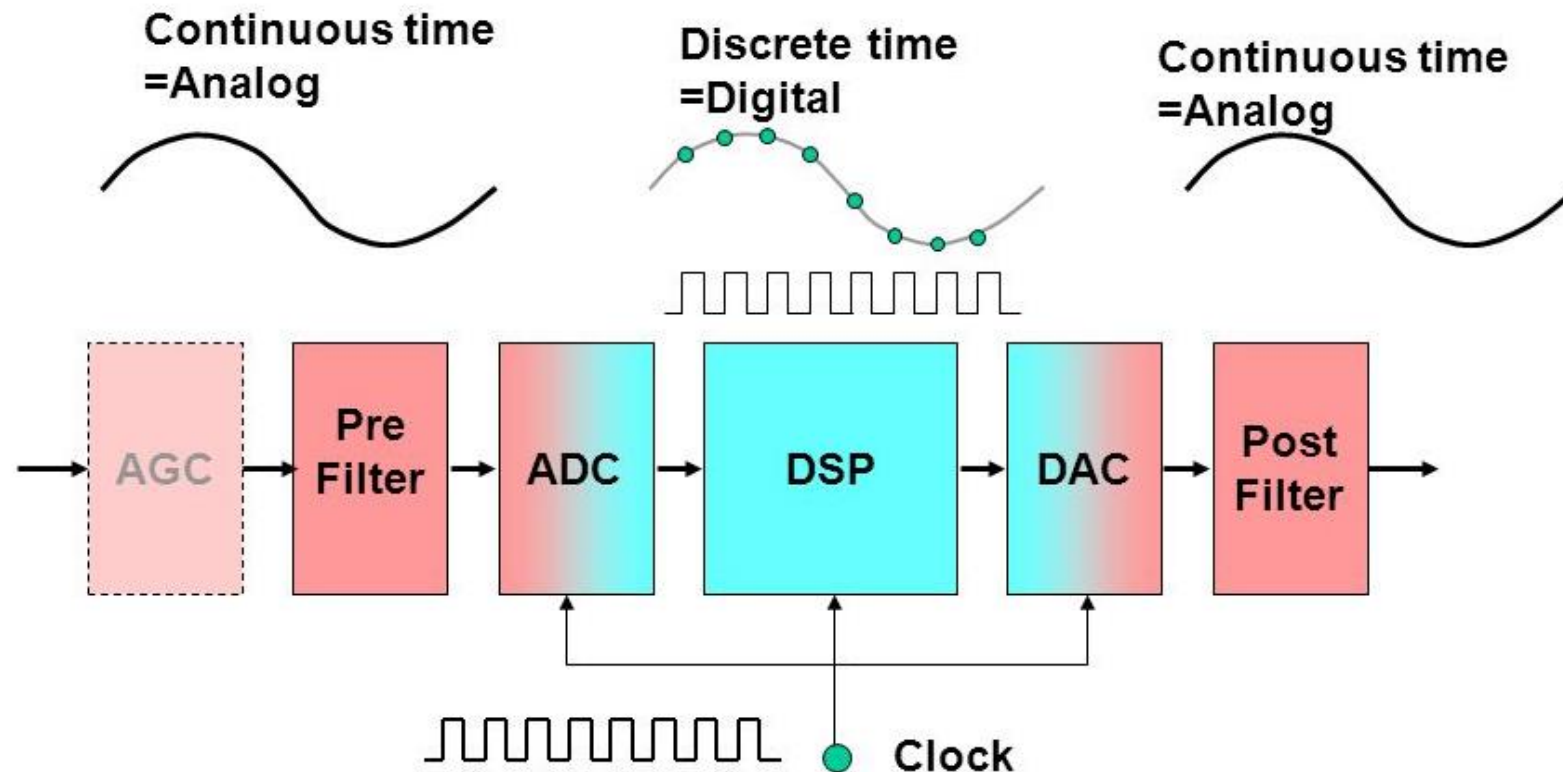 Continuous time
=Analog
Discrete time
=Digital
Continuous time
=Analog
AGC
Pre
Filter
ADC
DSP
DAC
Post
Filter
Clock